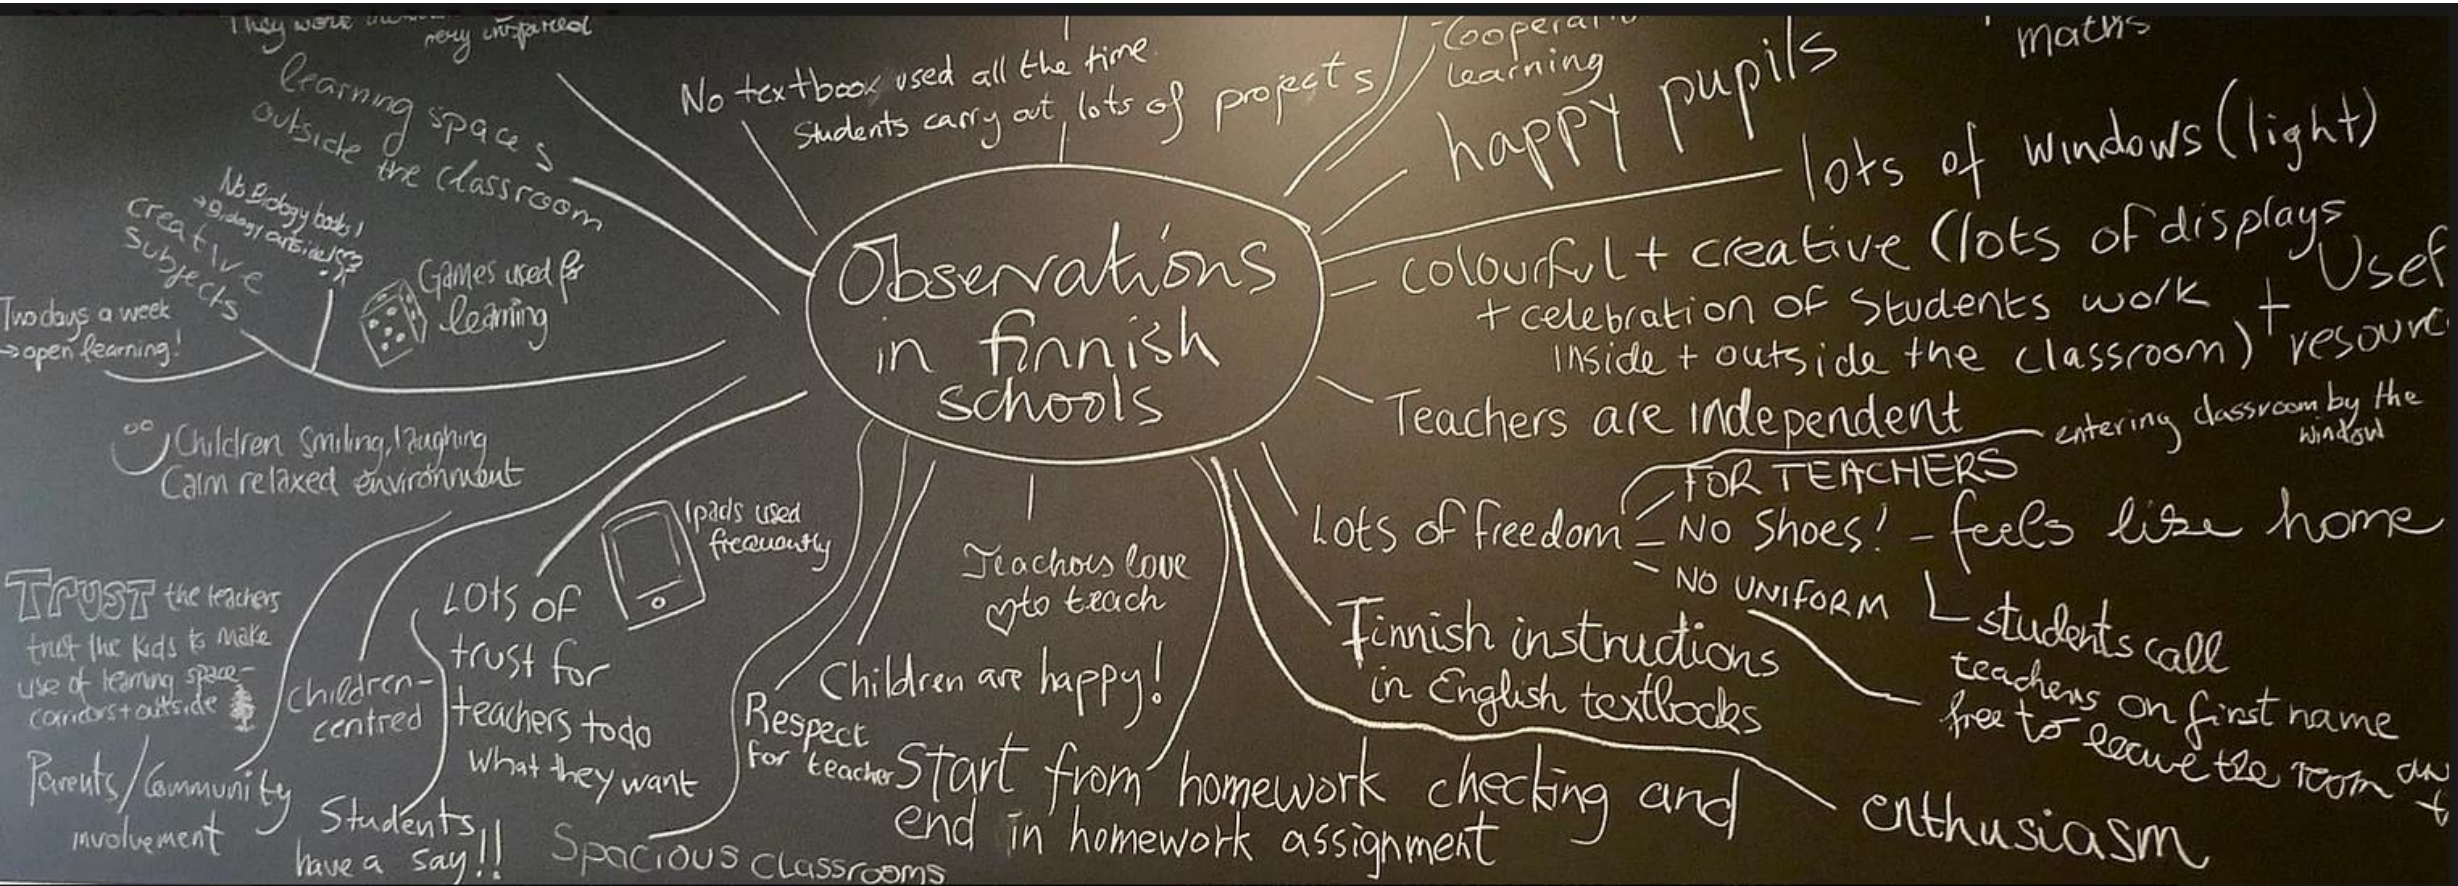 They were
very inspired
learning spaces
outside the classroom
No textbook used all the time.
Students carry out lots of projects
learning
happy pupils
maths
lots of windows (light)
colourful + creative (lots of displays
+ celebration of students work
inside + outside the classroom)
+
Teachers are independent
entering classroom by the
window
Lots of freedom
FOR TEACHERS
NO Shoes! - feels like home
NO UNIFORM
students call
teachers on first name
free to leave the room
Finnish instructions
in English textbooks
enthusiasm
Start from homework checking and
end in homework assignment
Teachers love
to teach
Children are happy!
Respect
for teacher
Spacious classrooms
Ipads used
frequently
Lots of
trust for
teachers to do
what they want
Students
have a say!!
children-
centred
Parents/Community
involvement
TRUST the teachers
trust the kids to make
use of learning space-
corridors + outside
Children smiling, laughing
Calm relaxed environment
Two days a week
→ open learning!
creative
subjects
No Biology books!
→ Biology outside
Games used for
learning
Observations
in finnish
schools